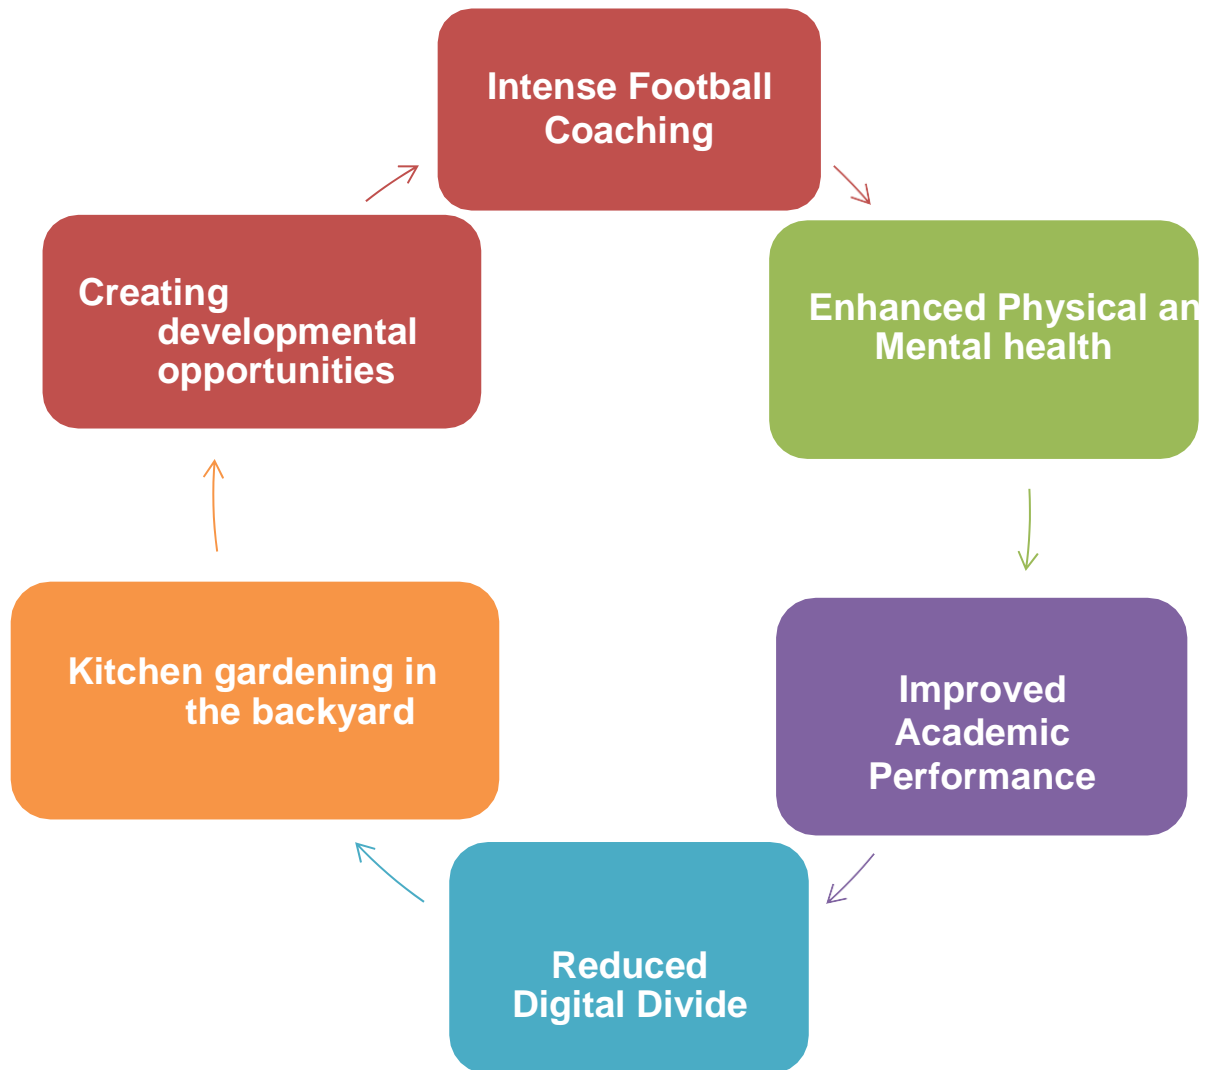 Intense Football
Coaching
Enhanced Physical an
Mental health
Improved
Academic
Performance
Reduced
Digital Divide
Kitchen gardening in
the backyard
Creating
developmental
opportunities